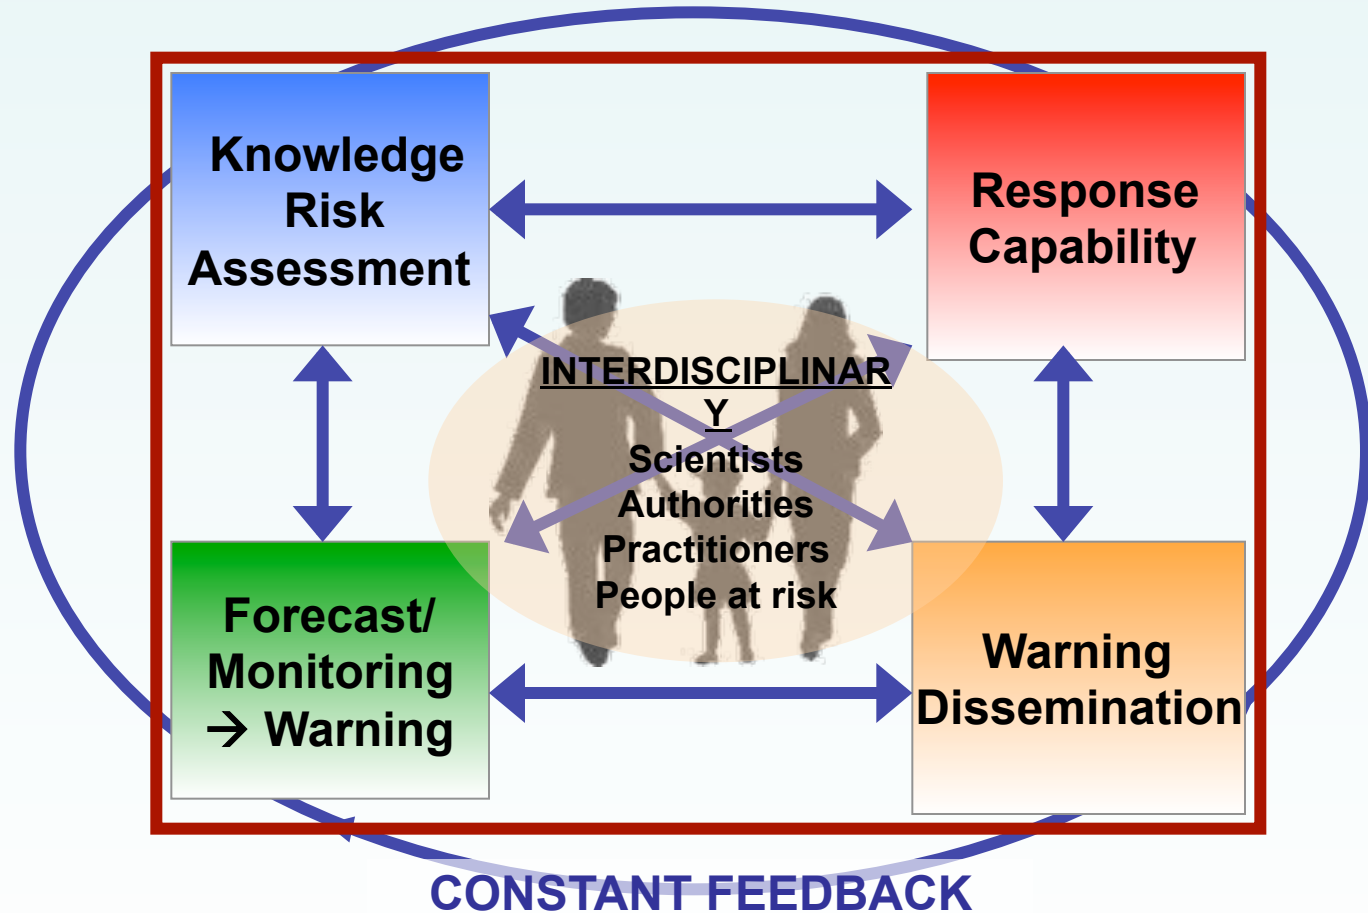 Knowledge
Risk
Assessment
Response
Capability
INTERDISCIPLINAR
Y
Scientists
Authorities
Practitioners
People at risk
Forecast/
Monitoring
→ Warning
Warning
Dissemination
CONSTANT FEEDBACK